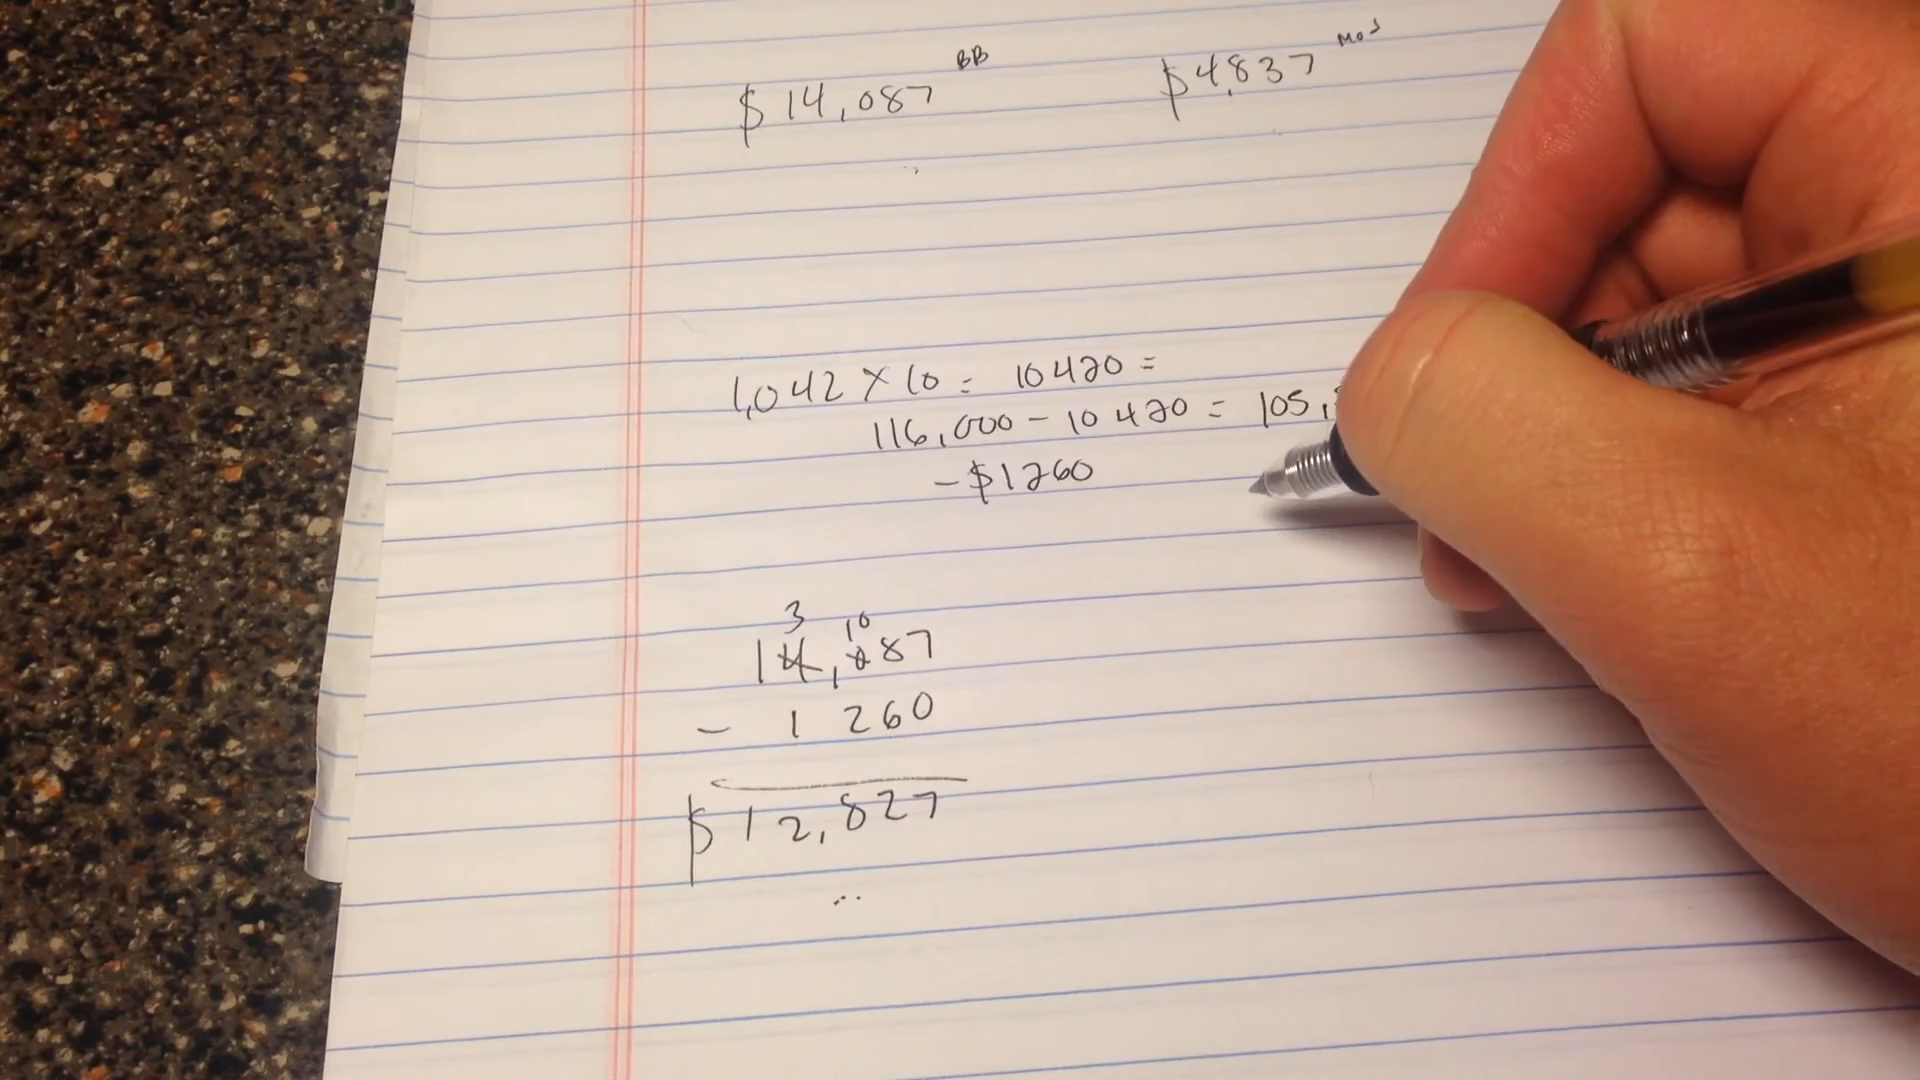 $14,087 BB $4,837 Mos
1,042 X 10 = 10420 =
116,000 - 10420 = 105,
- $1260
3 10
14,087
- 1 260
$12,827